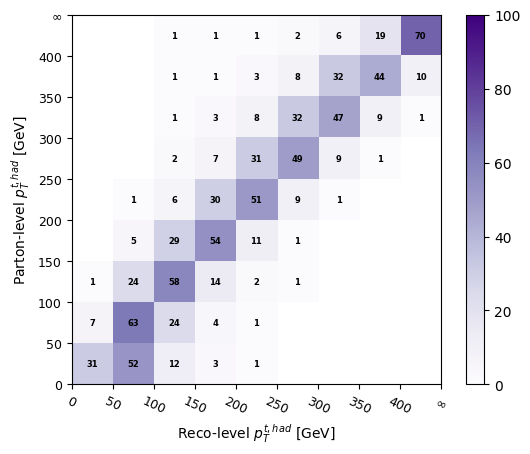 ∞
400
350
300
250
200
150
100
50
0
Parton-level $p_T^{t,had}$ [GeV]
1 1 1 2 6 19 70
1 1 3 8 32 44 10
1 3 8 32 47 9 1
2 7 31 49 9 1
1 6 30 51 9 1
5 29 54 11 1
1 24 58 14 2 1
7 63 24 4 1
31 52 12 3 1
0 50 100 150 200 250 300 350 400 ∞
Reco-level $p_T^{t,had}$ [GeV]
100
80
60
40
20
0